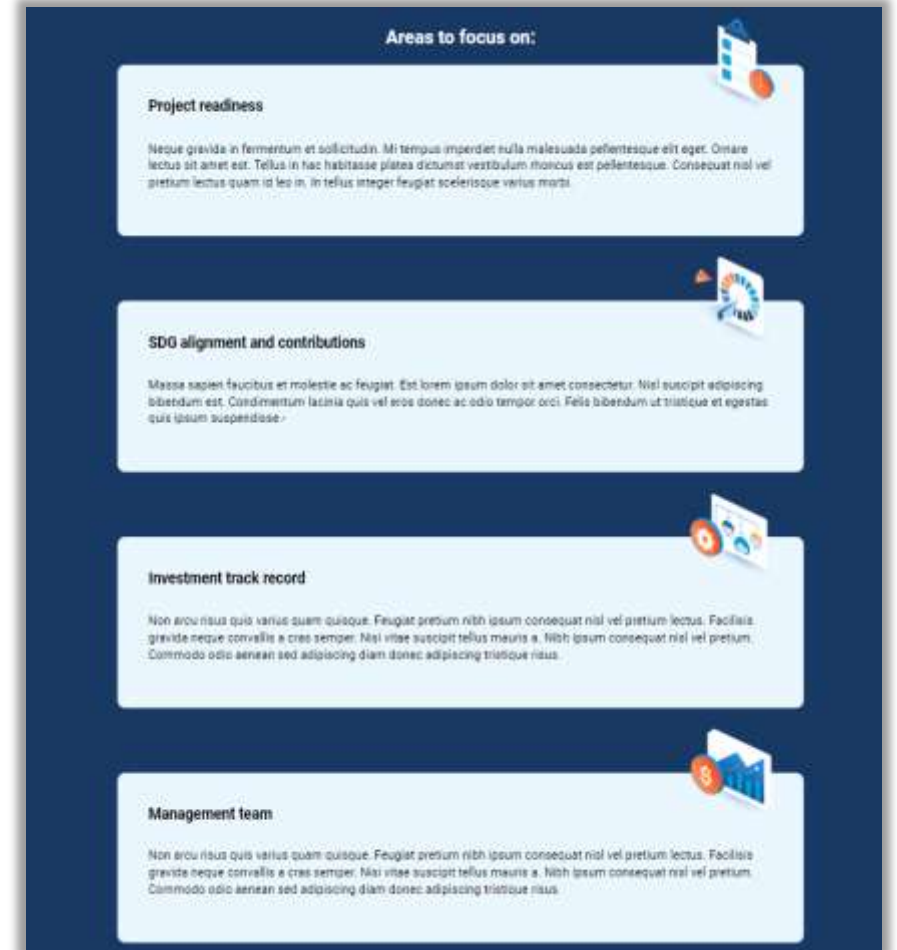 Areas to focus on:
Project readiness
Neque gravida in fermentum et sollicitudin. Mi tempus imperdiet nulla malesuada pellentesque elit eget. Ornare
lectus sit amet est. Tellus in hac habitasse platea dictumst vestibulum rhoncus est pellentesque. Consequat nisl vel
pretium lectus quam id leo in. In tellus integer feugiat scelerisque varius morbi.
SDG alignment and contributions
Massa sapien faucibus et molestie ac feugiat. Est lorem ipsum dolor sit amet consectetur. Nisl suscipit adipiscing
bibendum est. Condimentum lacinia quis vel eros donec ac odio tempor orci. Felis bibendum ut tristique et egestas
quis ipsum suspendisse.-
Investment track record
Non arcu risus quis varius quam quisque. Feugiat pretium nibh ipsum consequat nisl vel pretium lectus. Facilisis
gravida neque convallis a cras semper. Nisi vitae suscipit tellus mauris a. Nibh ipsum consequat nisl vel pretium.
Commodo odio aenean sed adipiscing diam donec adipiscing tristique risus.
Management team
Non arcu risus quis varius quam quisque. Feugiat pretium nibh ipsum consequat nisl vel pretium lectus. Facilisis
gravida neque convallis a cras semper. Nisi vitae suscipit tellus mauris a. Nibh ipsum consequat nisl vel pretium.
Commodo odio aenean sed adipiscing diam donec adipiscing tristique risus.